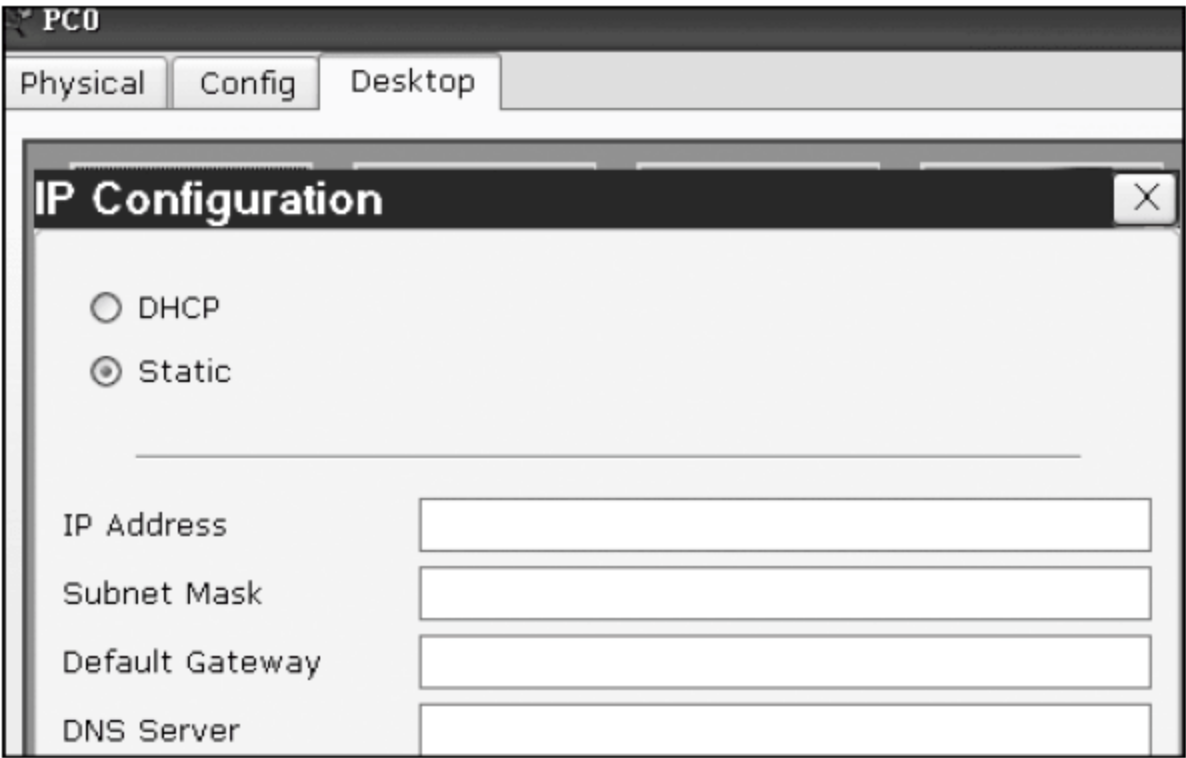 PC0
Physical Config Desktop
IP Configuration X
DHCP
Static
IP Address
Subnet Mask
Default Gateway
DNS Server